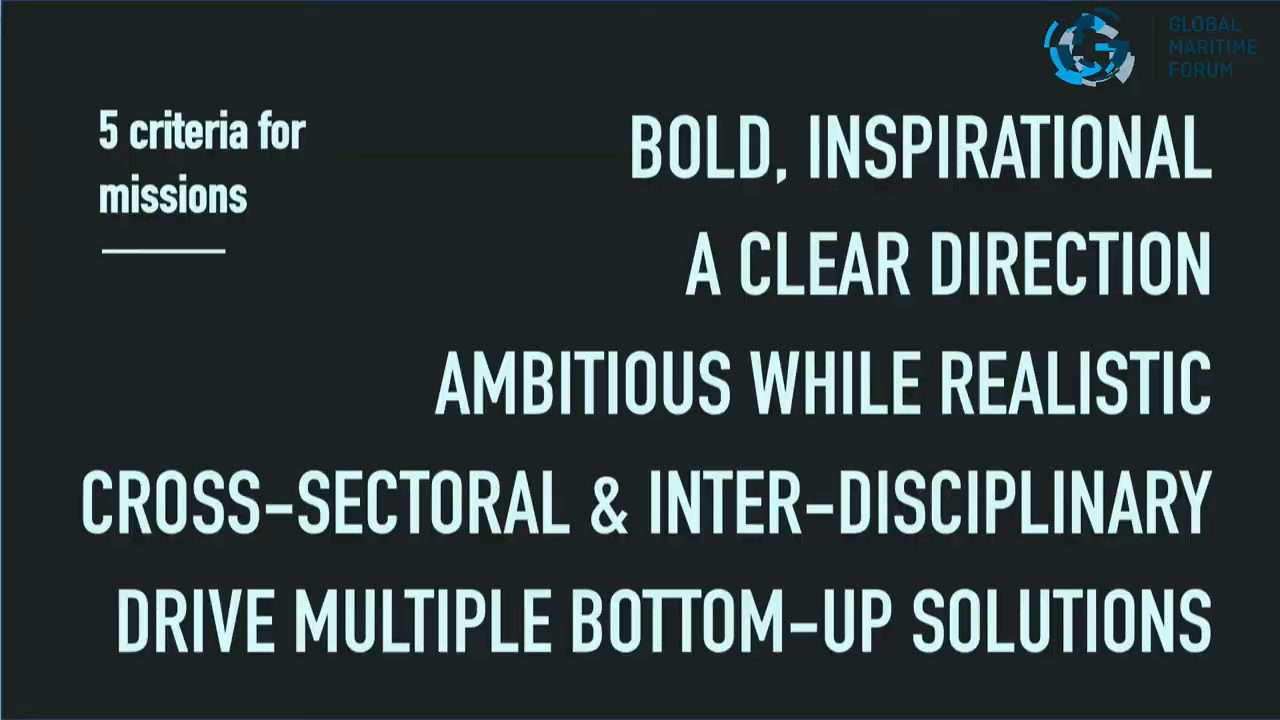 GLOBAL
MARITIME
FORUM
5 criteria for
missions
BOLD, INSPIRATIONAL
A CLEAR DIRECTION
AMBITIOUS WHILE REALISTIC
CROSS-SECTORAL & INTER-DISCIPLINARY
DRIVE MULTIPLE BOTTOM-UP SOLUTIONS